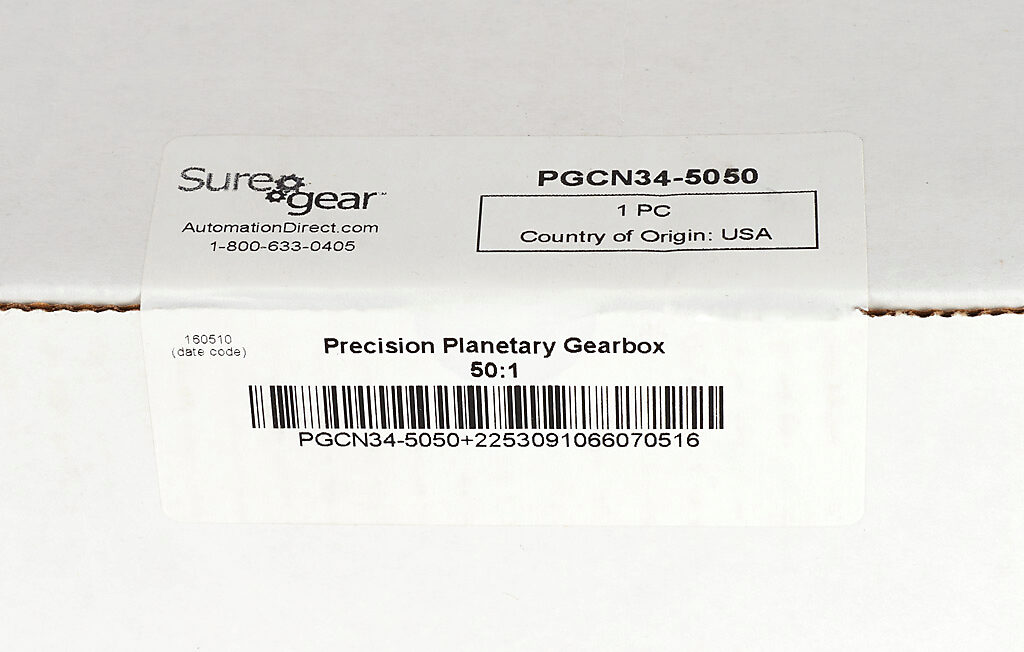 Sure gear™
AutomationDirect.com
1-800-633-0405
PGCN34-5050
1 PC
Country of Origin: USA
160510
(date code)
Precision Planetary Gearbox
50:1
PGCN34-5050+2253091066070516